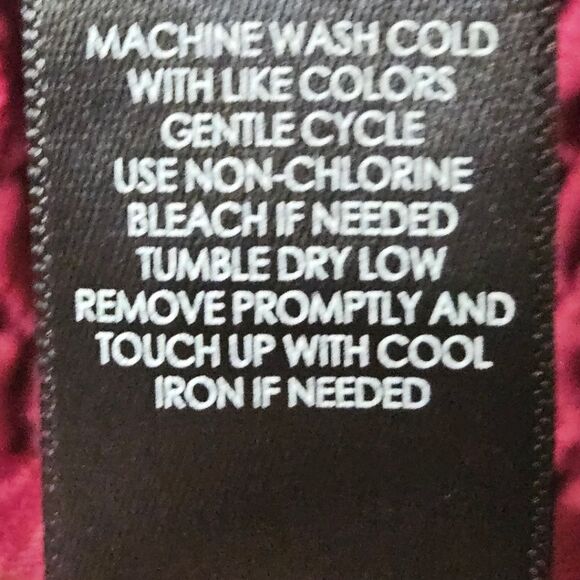 MACHINE WASH COLD
WITH LIKE COLORS
GENTLE CYCLE
USE NON-CHLORINE
BLEACH IF NEEDED
TUMBLE DRY LOW
REMOVE PROMPTLY AND
TOUCH UP WITH COOL
IRON IF NEEDED